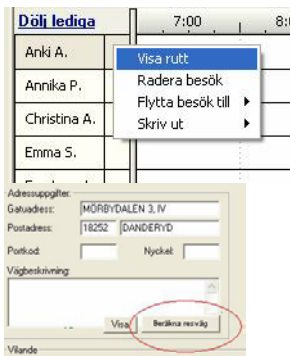 Dölj lediga 7:00 8:0
Anki A.
Visa rutt
Annika P.
Radera besök
Flytta besök till
Christina A.
Skriv ut
Emma S.
Adressuppgifter:
Gatuadress: MÖRBYDALEN 3, IV
Postadress: 18252 DANDERYD
Portkod: Nyckel:
Vägbeskrivning:
Visa Beräkna resväg
Vilande